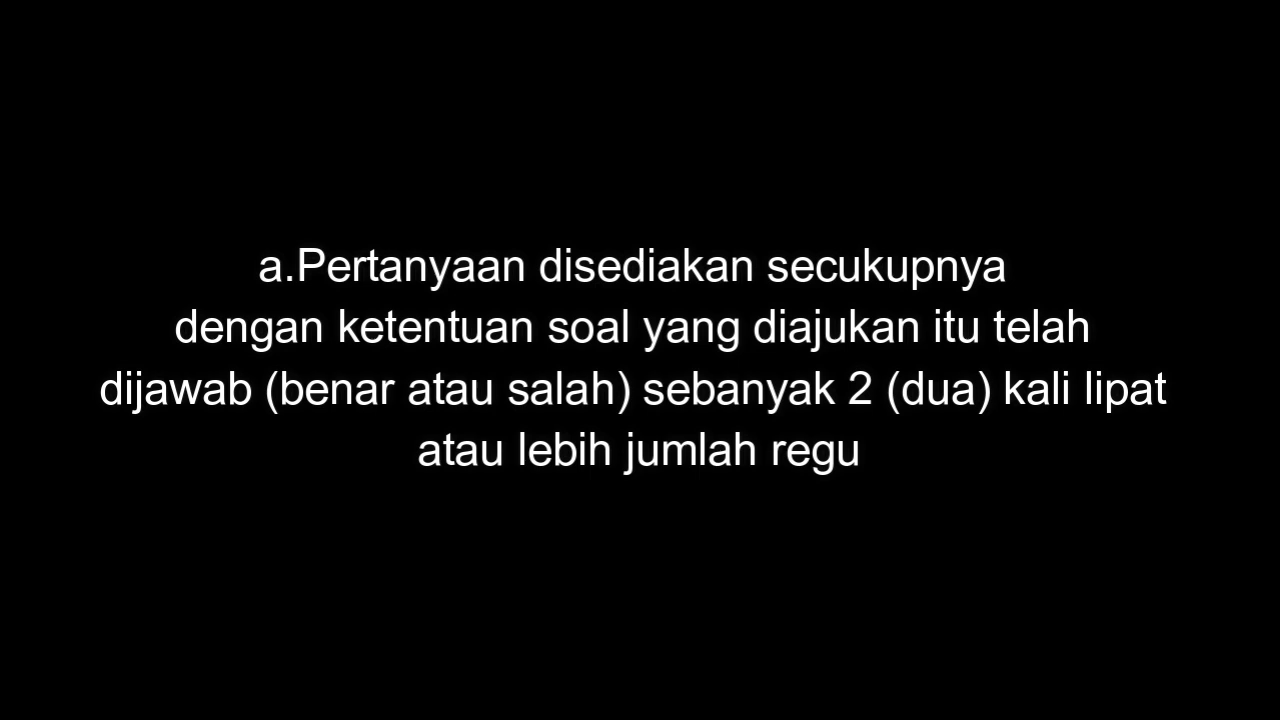 a.Pertanyaan disediakan secukupnya
dengan ketentuan soal yang diajukan itu telah
dijawab (benar atau salah) sebanyak 2 (dua) kali lipat
atau lebih jumlah regu